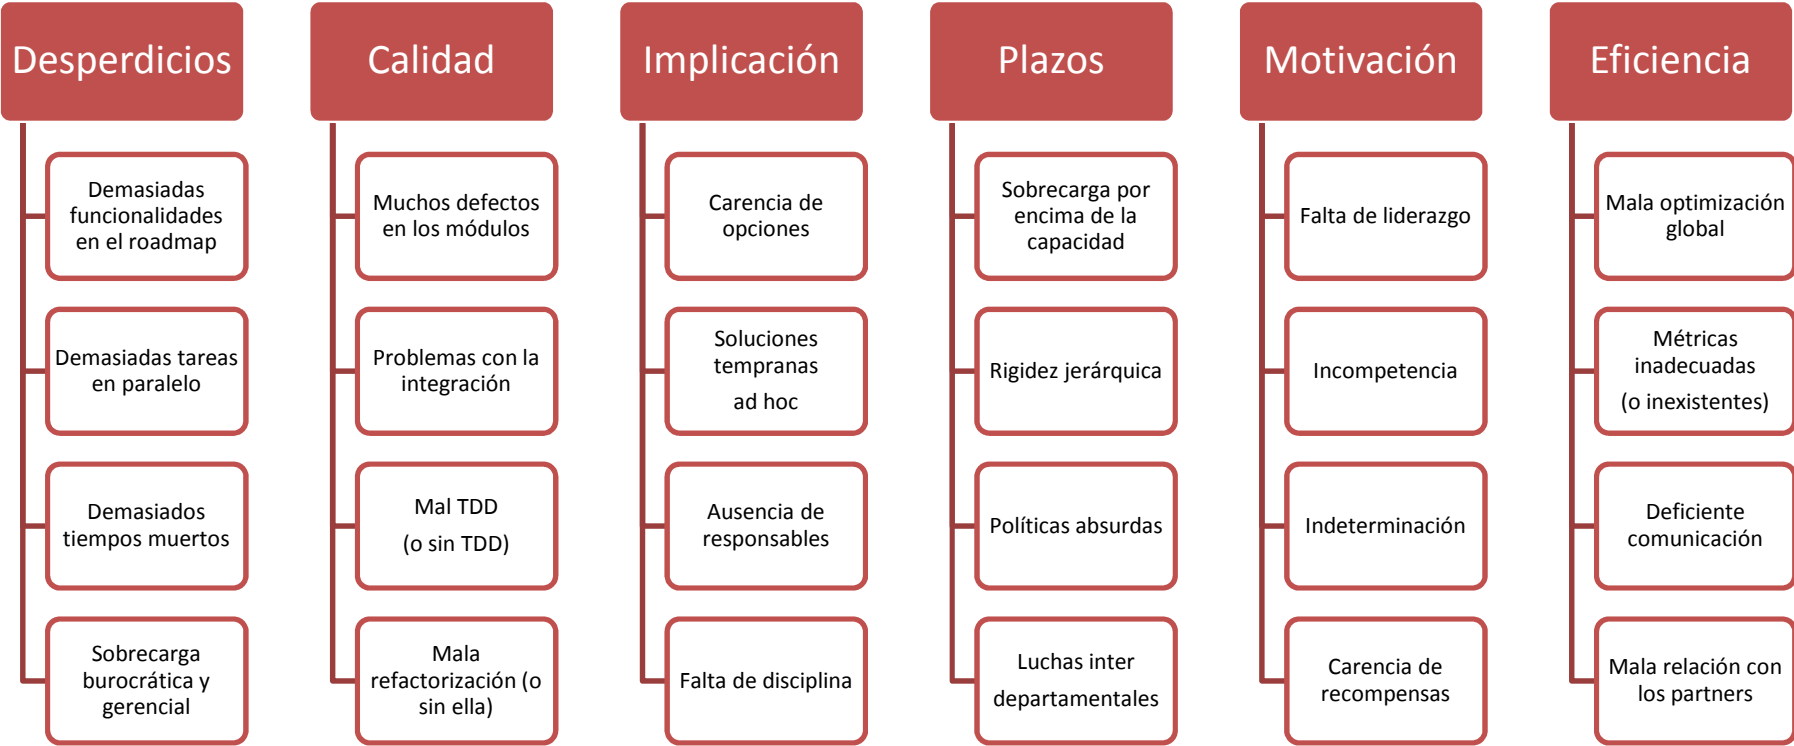 Desperdicios
Demasiadas
funcionalidades
en el roadmap
Demasiadas tareas
en paralelo
Demasiados
tiempos muertos
Sobrecarga
burocrática y
gerencial
Calidad
Muchos defectos
en los módulos
Problemas con la
integración
Mal TDD
(o sin TDD)
Mala
refactorización (o
sin ella)
Implicación
Carencia de
opciones
Soluciones
tempranas
ad hoc
Ausencia de
responsables
Falta de disciplina
Plazos
Sobrecarga por
encima de la
capacidad
Rigidez jerárquica
Políticas absurdas
Luchas inter
departamentales
Motivación
Falta de liderazgo
Incompetencia
Indeterminación
Carencia de
recompensas
Eficiencia
Mala optimización
global
Métricas
inadecuadas
(o inexistentes)
Deficiente
comunicación
Mala relación con
los partners